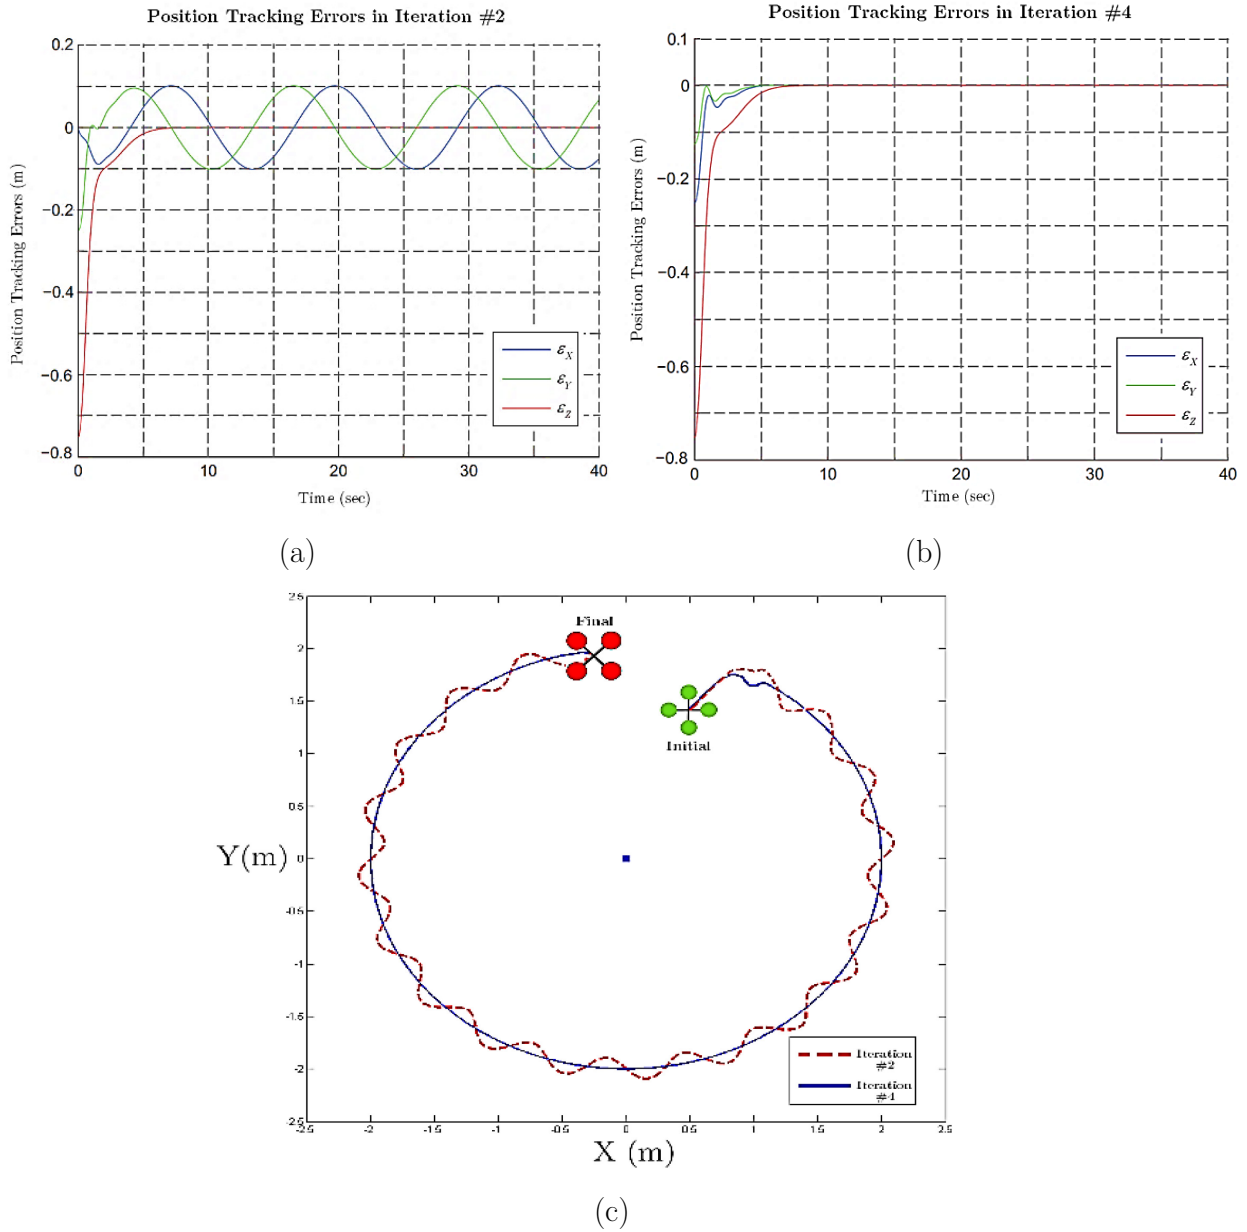 Position Tracking Errors in Iteration #2
0.2
0.1
0
−0.2
−0.4
−0.6
−0.8
0
10
20
30
40
Position Tracking Errors (m)
Time (sec)
εX
εY
εZ
(a)
Position Tracking Errors in Iteration #4
0.1
0
−0.2
−0.4
−0.6
−0.8
0
10
20
30
40
Position Tracking Errors (m)
Time (sec)
εX
εY
εZ
(b)
2.5
2
1.5
1
0.5
0
-0.5
-1
-1.5
-2
-2.5
-2.5
-2
-1.5
-1
-0.5
0
0.5
1
1.5
2
2.5
Y(m)
X (m)
Final
Initial
Iteration
#2
Iteration
#4
(c)